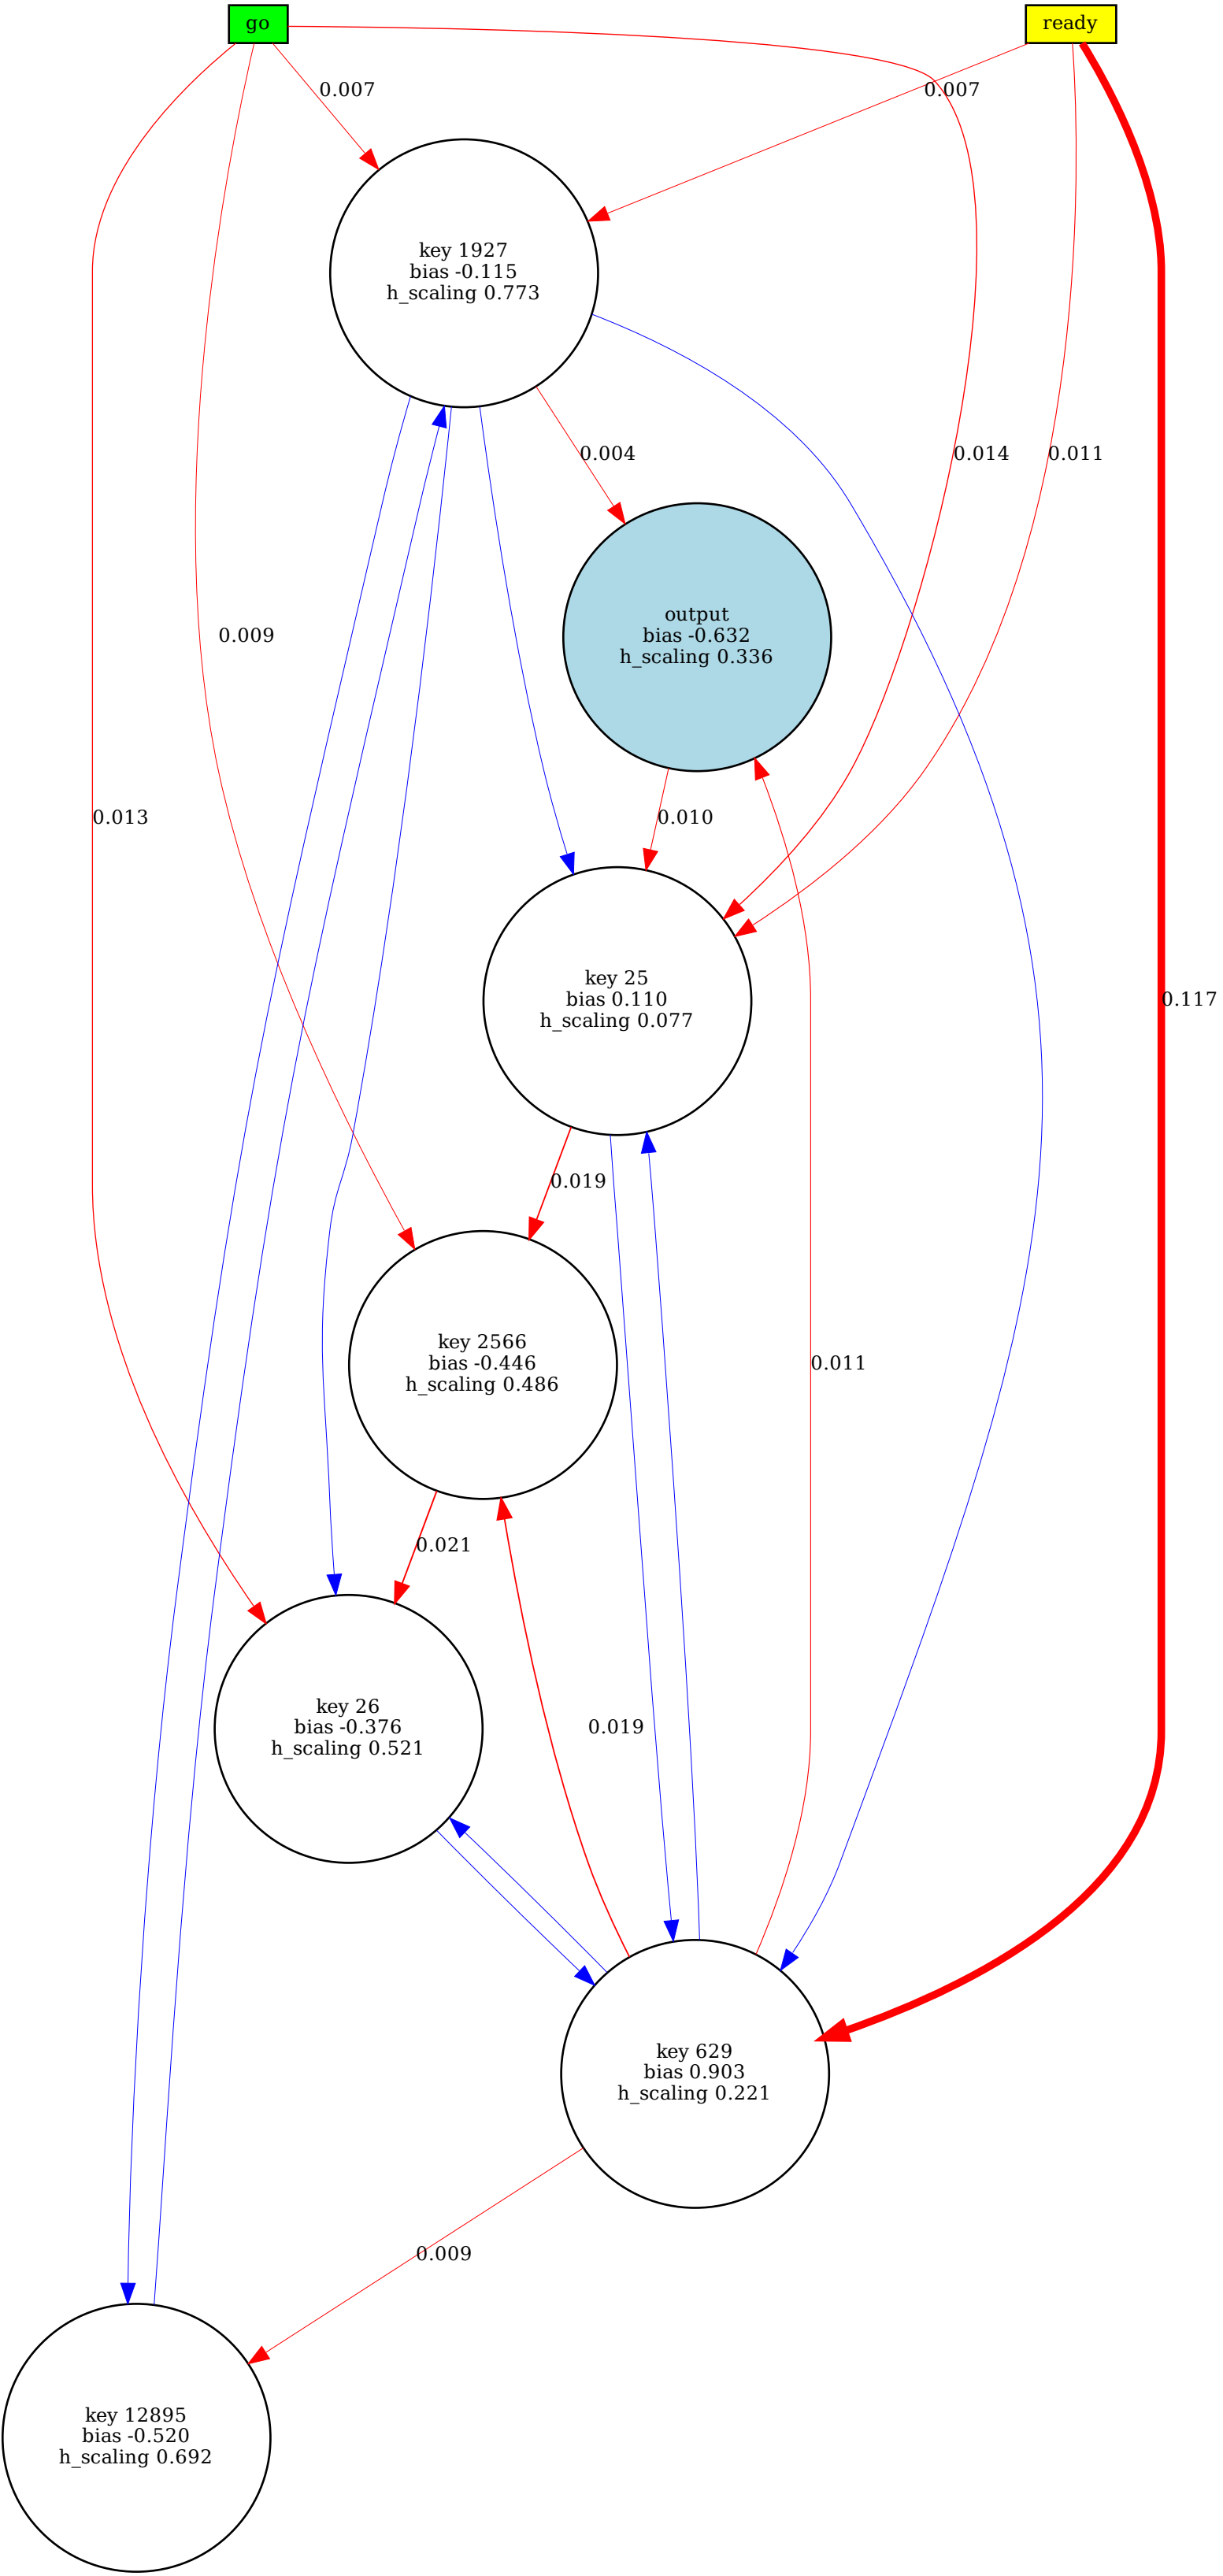 go
ready
0.007
0.007
key 1927
bias -0.115
h_scaling 0.773
0.004
0.014
0.011
output
bias -0.632
h_scaling 0.336
0.009
0.013
0.010
key 25
bias 0.110
h_scaling 0.077
0.117
0.019
key 2566
bias -0.446
h_scaling 0.486
0.011
0.021
key 26
bias -0.376
h_scaling 0.521
0.019
key 629
bias 0.903
h_scaling 0.221
0.009
key 12895
bias -0.520
h_scaling 0.692